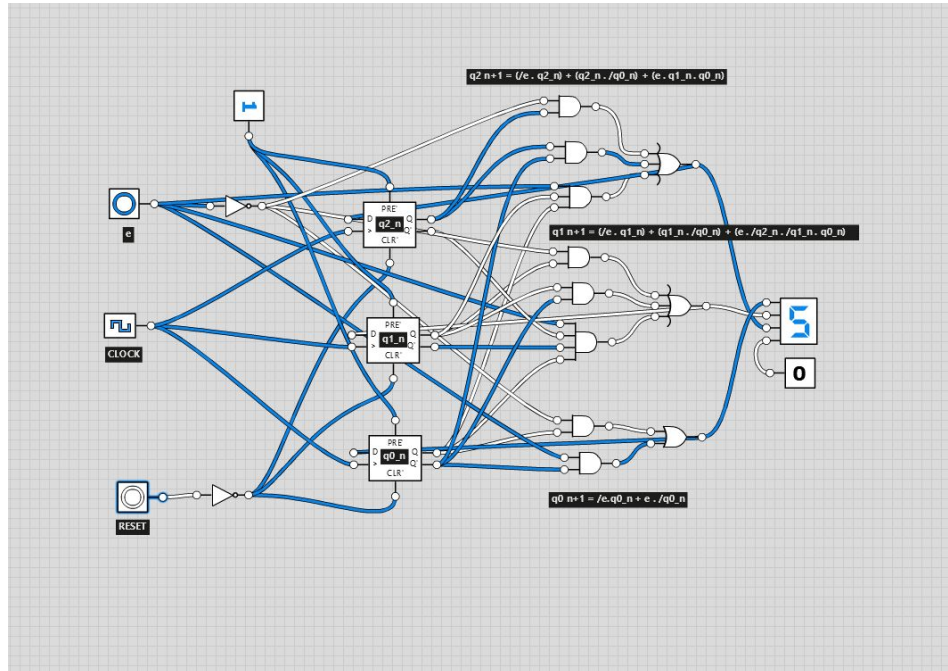 q2 n+1 = (/e . q2_n) + (q2_n . /q0_n) + (e . q1_n. q0_n)
1
PRE'
D q2_n Q
> Q'
CLR'
e
q1 n+1 = (/e . q1_n) + (q1_n . /q0_n) + (e . /q2_n . /q1_n . q0_n)
5
PRE'
D q1_n Q
> Q'
CLR'
CLOCK
0
PRE'
D q0_n Q
> Q'
CLR'
q0 n+1 = /e.q0_n + e . /q0_n
RESET